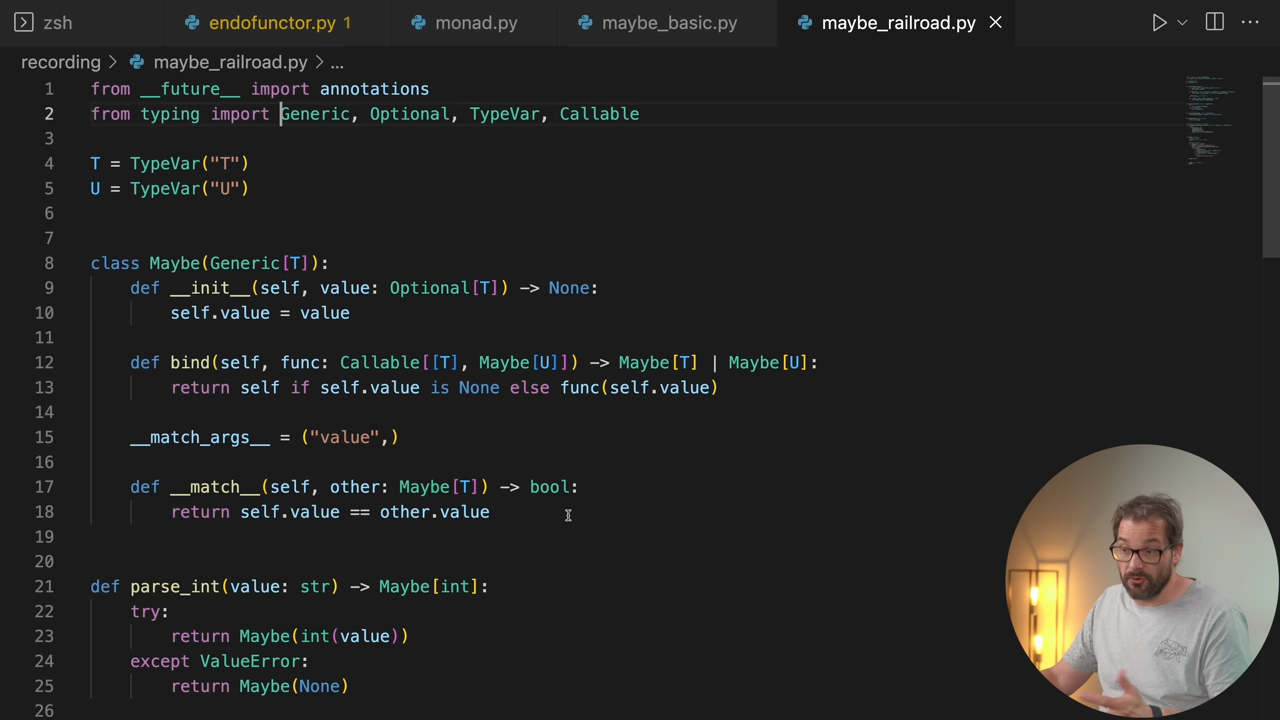 zsh
endofunctor.py 1
monad.py
maybe_basic.py
maybe_railroad.py
recording > maybe_railroad.py > ...
1 from __future__ import annotations
2 from typing import Generic, Optional, TypeVar, Callable
3
4 T = TypeVar("T")
5 U = TypeVar("U")
6
7
8 class Maybe(Generic[T]):
9     def __init__(self, value: Optional[T]) -> None:
10         self.value = value
11
12     def bind(self, func: Callable[[T], Maybe[U]]) -> Maybe[T] | Maybe[U]:
13         return self if self.value is None else func(self.value)
14
15     __match_args__ = ("value",)
16
17     def __match__(self, other: Maybe[T]) -> bool:
18         return self.value == other.value
19
20
21 def parse_int(value: str) -> Maybe[int]:
22     try:
23         return Maybe(int(value))
24     except ValueError:
25         return Maybe(None)
26